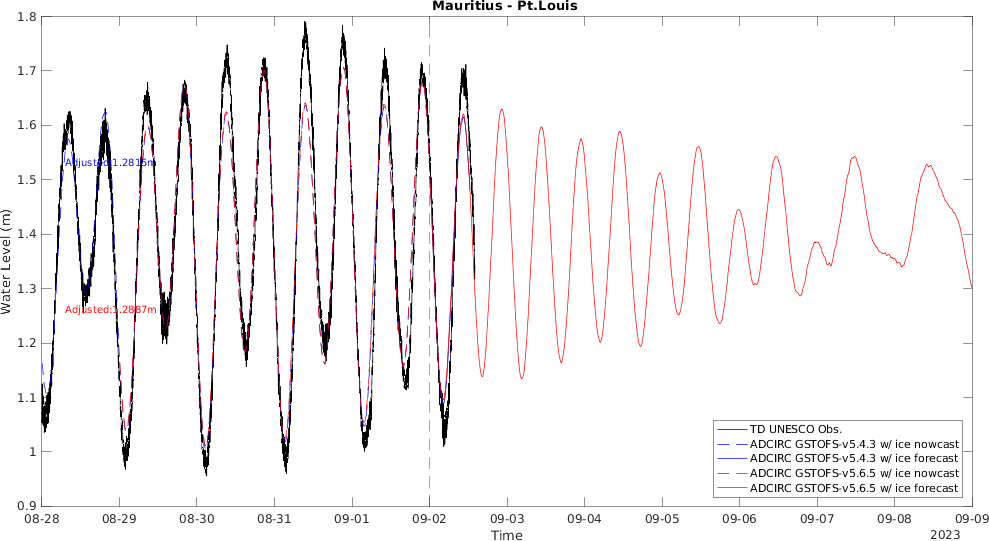 Mauritius - Pt.Louis
Water Level (m)
1.8
1.7
1.6
1.5
1.4
1.3
1.2
1.1
1
0.9
Adjusted:1.2815m
Adjusted:1.2887m
TD UNESCO Obs.
ADCIRC GSTOFS-v5.4.3 w/ ice nowcast
ADCIRC GSTOFS-v5.4.3 w/ ice forecast
ADCIRC GSTOFS-v5.6.5 w/ ice nowcast
ADCIRC GSTOFS-v5.6.5 w/ ice forecast
08-28 08-29 08-30 08-31 09-01 09-02 09-03 09-04 09-05 09-06 09-07 09-08 09-09
Time
2023